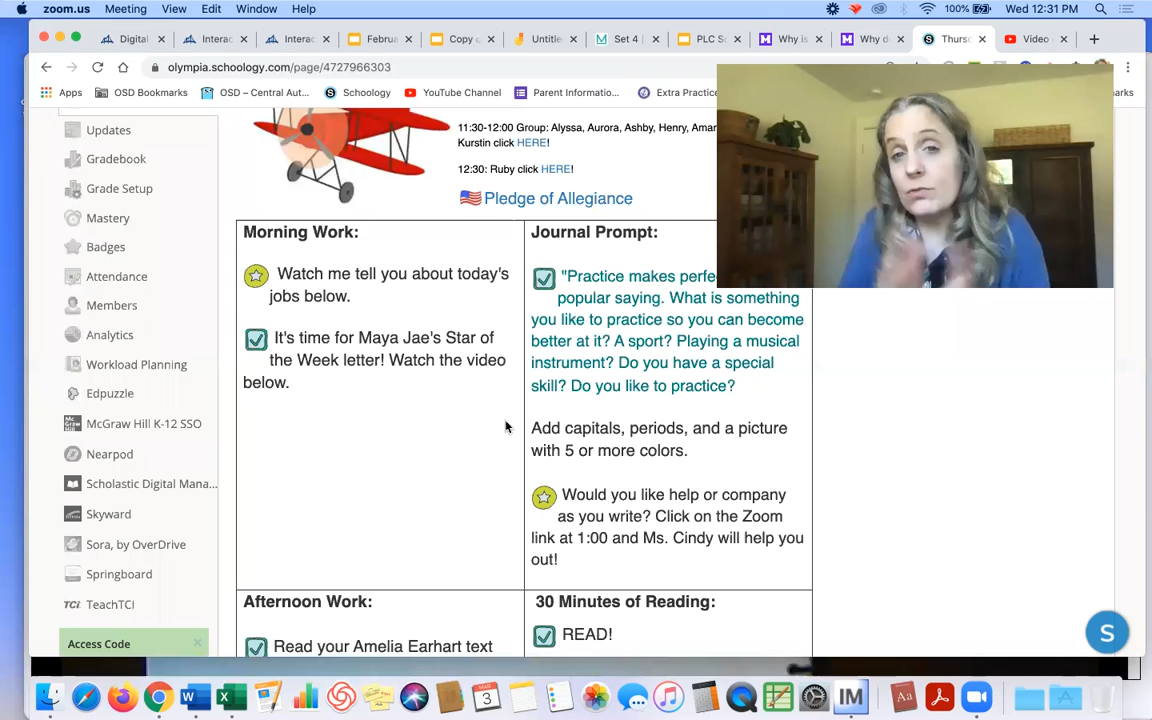 zoom.us Meeting View Edit Window Help 100% Wed 12:31 PM
Digital Interac Interac Februa Copy Untitle Set 4 PLC Sc Why is Why d Thurs Video
olympia.schoology.com/page/4727966303
Apps OSD Bookmarks OSD – Central Aut... Schoology YouTube Channel Parent Informatio... Extra Practice
Updates
Gradebook
Grade Setup
Mastery
Badges
Attendance
Members
Analytics
Workload Planning
Edpuzzle
McGraw Hill K-12 SSO
Nearpod
Scholastic Digital Mana...
Skyward
Sora, by OverDrive
Springboard
TCi TeachTCI
Access Code
11:30-12:00 Group: Alyssa, Aurora, Ashby, Henry, Amar
Kurstin click HERE!
12:30: Ruby click HERE!
Pledge of Allegiance
Morning Work:
Watch me tell you about today's
jobs below.
It's time for Maya Jae's Star of
the Week letter! Watch the video
below.
Journal Prompt:
"Practice makes perfe
popular saying. What is something
you like to practice so you can become
better at it? A sport? Playing a musical
instrument? Do you have a special
skill? Do you like to practice?
Add capitals, periods, and a picture
with 5 or more colors.
Would you like help or company
as you write? Click on the Zoom
link at 1:00 and Ms. Cindy will help you
out!
Afternoon Work:
Read your Amelia Earhart text
30 Minutes of Reading:
READ!
S
MAR
3
IM
Aa